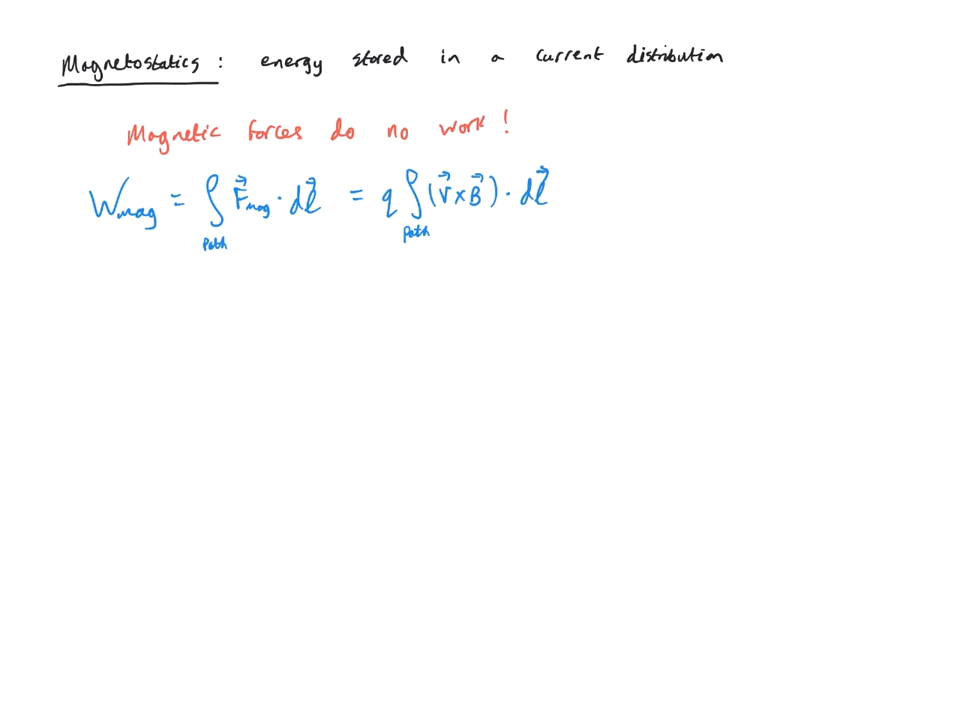 Magnetostatics : energy stored in a current distribution
Magnetic forces do no work!
W_mag = ∫_Path F⃗_mag · dl⃗ = q ∫_Path (v⃗ × B⃗) · dl⃗